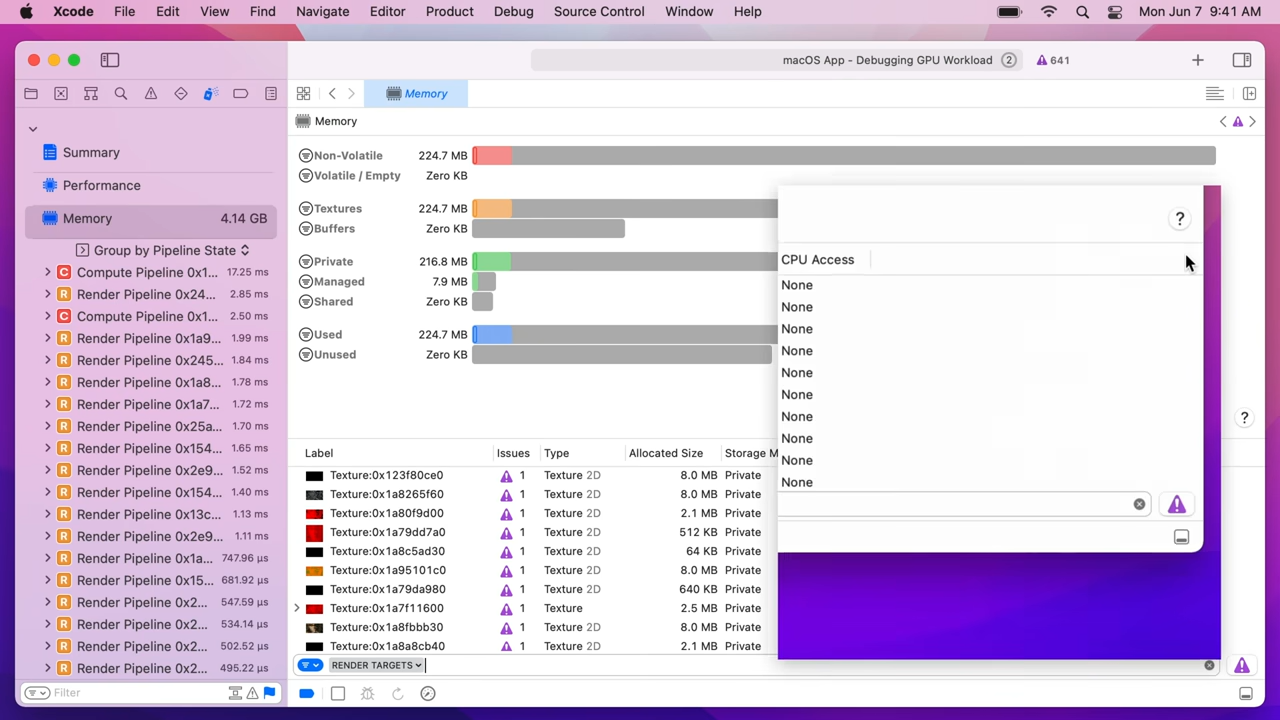 Xcode File Edit View Find Navigate Editor Product Debug Source Control Window Help Mon Jun 7 9:41 AM
macOS App - Debugging GPU Workload 2 641
Memory
Memory
Summary
Performance
Memory 4.14 GB
Group by Pipeline State
C Compute Pipeline 0x1... 17.25 ms
R Render Pipeline 0x24... 2.85 ms
C Compute Pipeline 0x1... 2.50 ms
R Render Pipeline 0x1a9... 1.99 ms
R Render Pipeline 0x245... 1.84 ms
R Render Pipeline 0x1a8... 1.78 ms
R Render Pipeline 0x1a7... 1.72 ms
R Render Pipeline 0x25a... 1.70 ms
R Render Pipeline 0x154... 1.65 ms
R Render Pipeline 0x2e9... 1.52 ms
R Render Pipeline 0x154... 1.40 ms
R Render Pipeline 0x13c... 1.13 ms
R Render Pipeline 0x2e9... 1.11 ms
R Render Pipeline 0x1a... 747.96 µs
R Render Pipeline 0x15... 681.92 µs
R Render Pipeline 0x2... 547.59 µs
R Render Pipeline 0x2... 534.14 µs
R Render Pipeline 0x2... 502.52 µs
R Render Pipeline 0x2... 495.22 µs
Filter
Non-Volatile 224.7 MB
Volatile / Empty Zero KB
Textures 224.7 MB
Buffers Zero KB
Private 216.8 MB
Managed 7.9 MB
Shared Zero KB
Used 224.7 MB
Unused Zero KB
?
Label Issues Type Allocated Size Storage M
Texture:0x123f80ce0 1 Texture 2D 8.0 MB Private
Texture:0x1a8265f60 1 Texture 2D 8.0 MB Private
Texture:0x1a80f9d00 1 Texture 2D 2.1 MB Private
Texture:0x1a79dd7a0 1 Texture 2D 512 KB Private
Texture:0x1a8c5ad30 1 Texture 2D 64 KB Private
Texture:0x1a95101c0 1 Texture 2D 8.0 MB Private
Texture:0x1a79da980 1 Texture 2D 640 KB Private
Texture:0x1a7f11600 1 Texture 2.5 MB Private
Texture:0x1a8fbbb30 1 Texture 2D 8.0 MB Private
Texture:0x1a8a8cb40 1 Texture 2D 2.1 MB Private
RENDER TARGETS
?
CPU Access
None
None
None
None
None
None
None
None
None
None